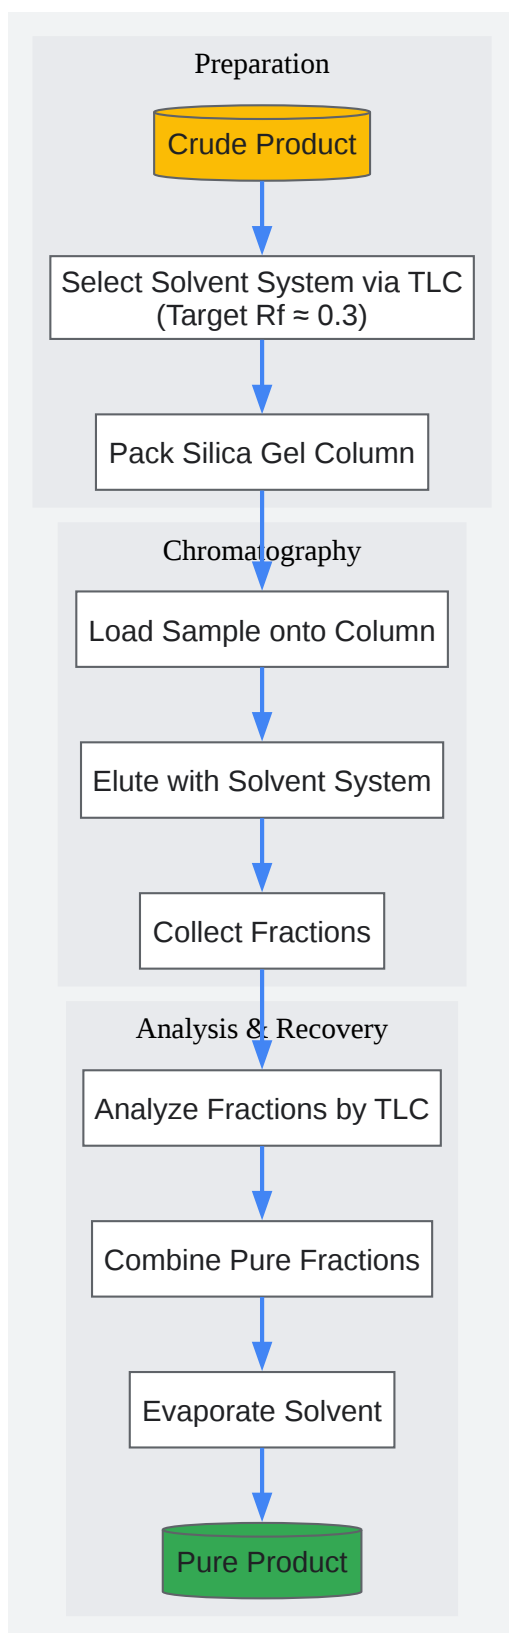 Preparation
Crude Product
Select Solvent System via TLC
(Target Rf ≈ 0.3)
Pack Silica Gel Column
Chromatography
Load Sample onto Column
Elute with Solvent System
Collect Fractions
Analysis & Recovery
Analyze Fractions by TLC
Combine Pure Fractions
Evaporate Solvent
Pure Product